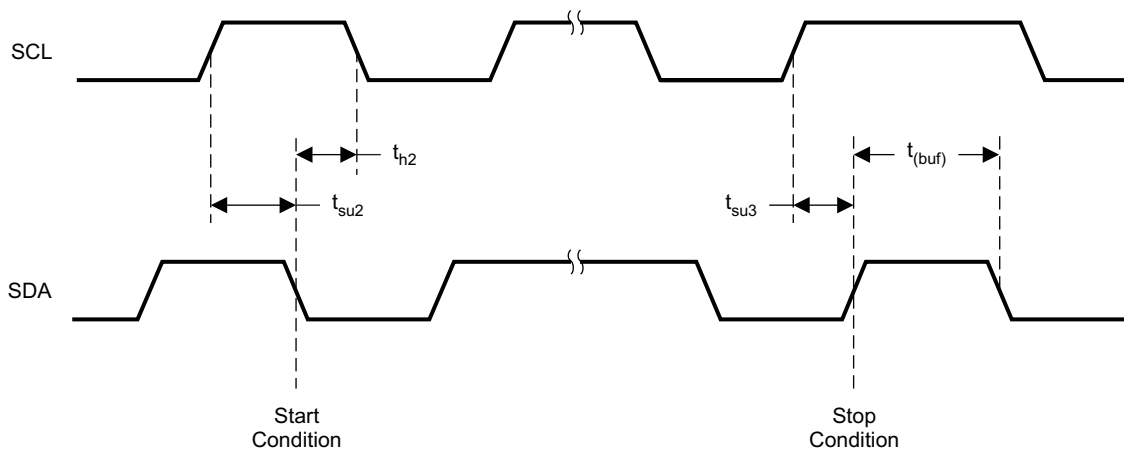 SCL
t_h2
t_(buf)
t_su2
t_su3
SDA
Start
Condition
Stop
Condition